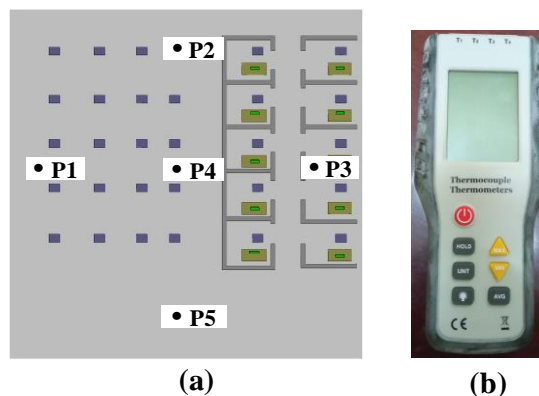 • P2
• P1
• P4
• P3
• P5
(a)
T1 T2 T3 T4
Thermocouple
Thermometers
HOLD
UNIT
AVG
CE
(b)